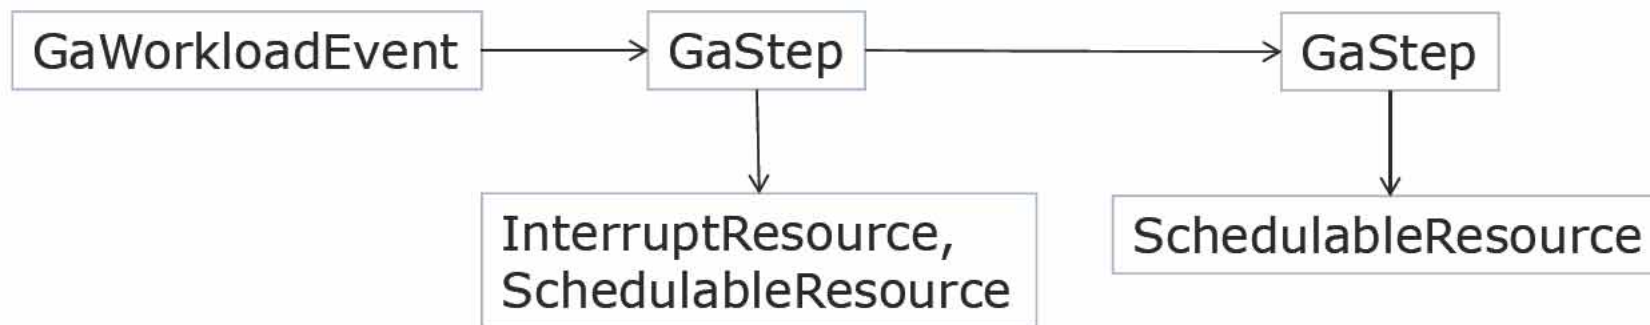 GaWorkloadEvent
GaStep
GaStep
InterruptResource,
SchedulableResource
SchedulableResource